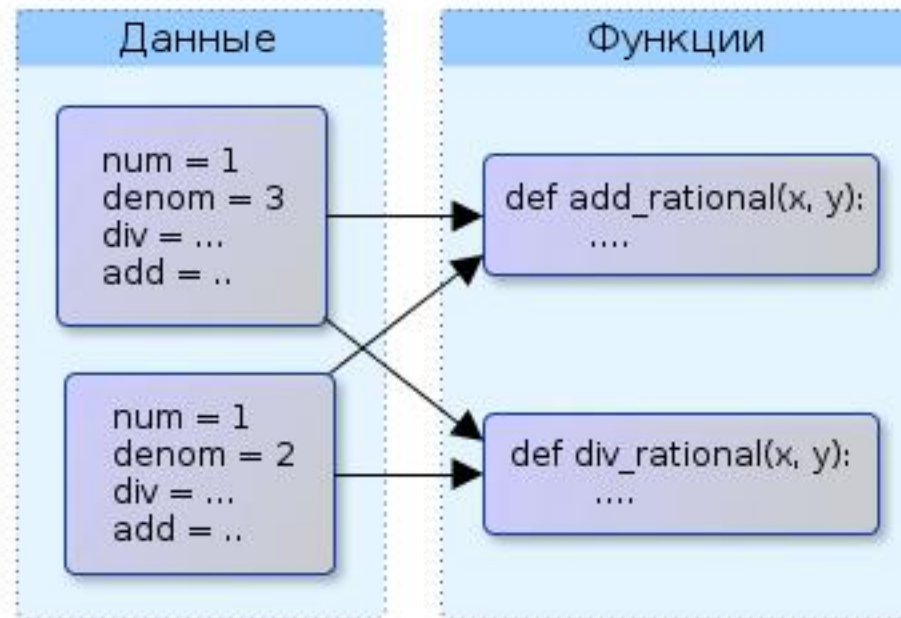 Данные
num = 1
denom = 3
div = ...
add = ..
num = 1
denom = 2
div = ...
add = ..
Функции
def add_rational(x, y):
....
def div_rational(x, y):
....